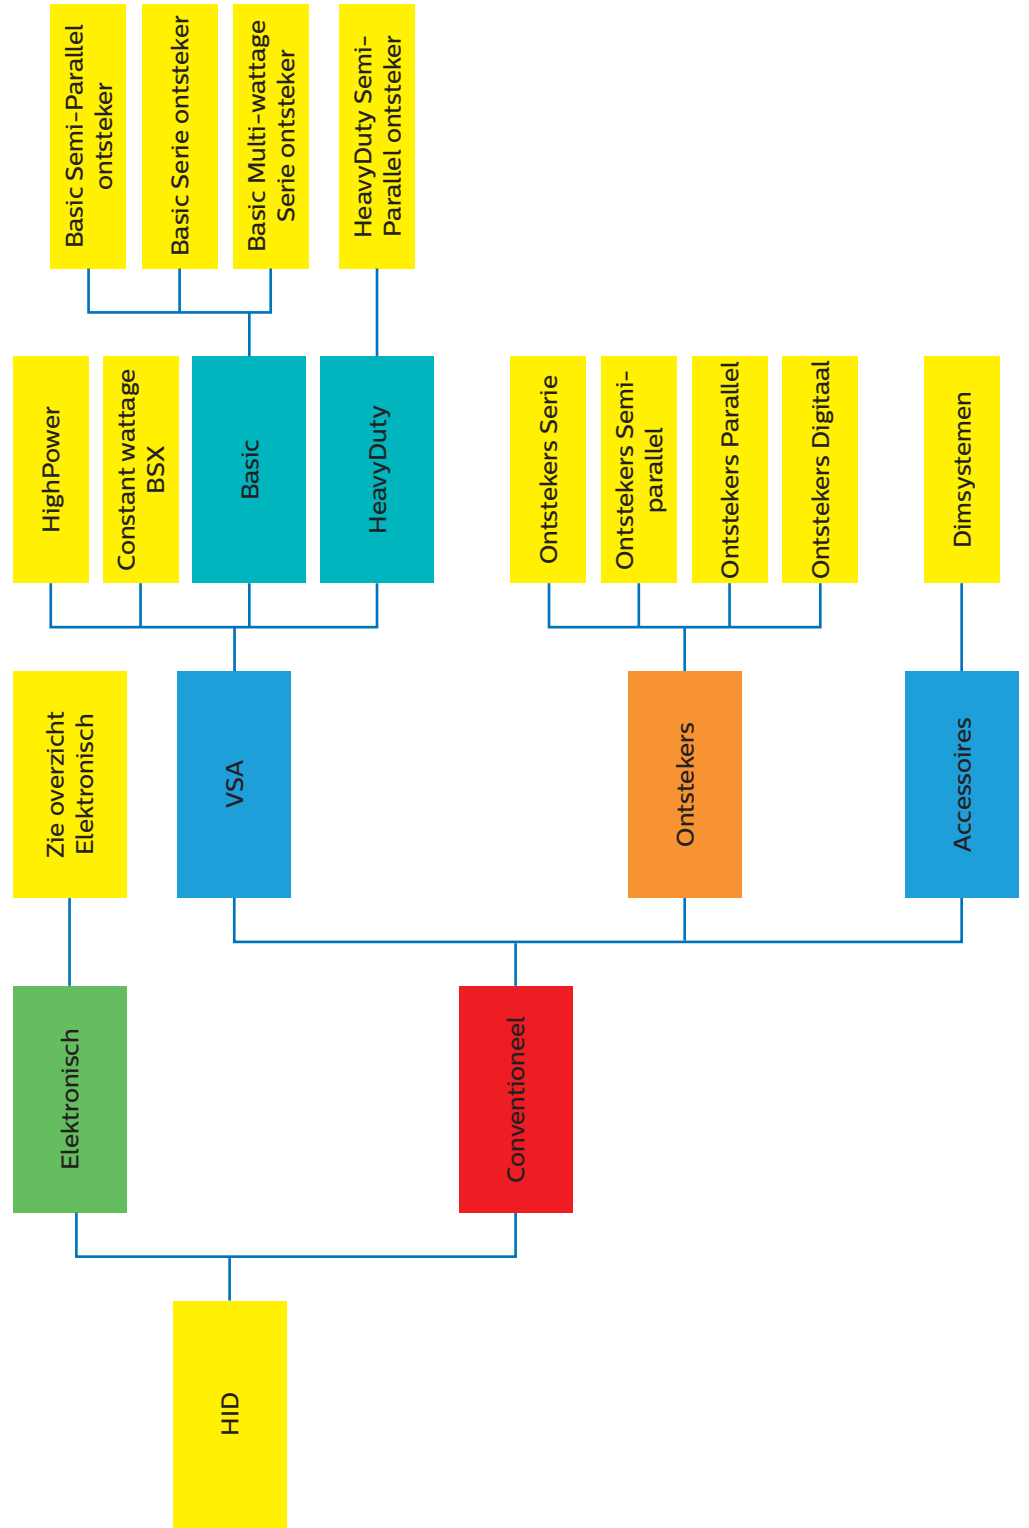 HID
Elektronisch
Conventioneel
Zie overzicht
Elektronisch
VSA
Ontstekers
Accessoires
HighPower
Constant wattage
BSX
Basic
HeavyDuty
Ontstekers Serie
Ontstekers Semi-
parallel
Ontstekers Parallel
Ontstekers Digitaal
Dimsystemen
Basic Semi-Parallel
ontsteker
Basic Serie ontsteker
Basic Multi-wattage
Serie ontsteker
HeavyDuty Semi-
Parallel ontsteker